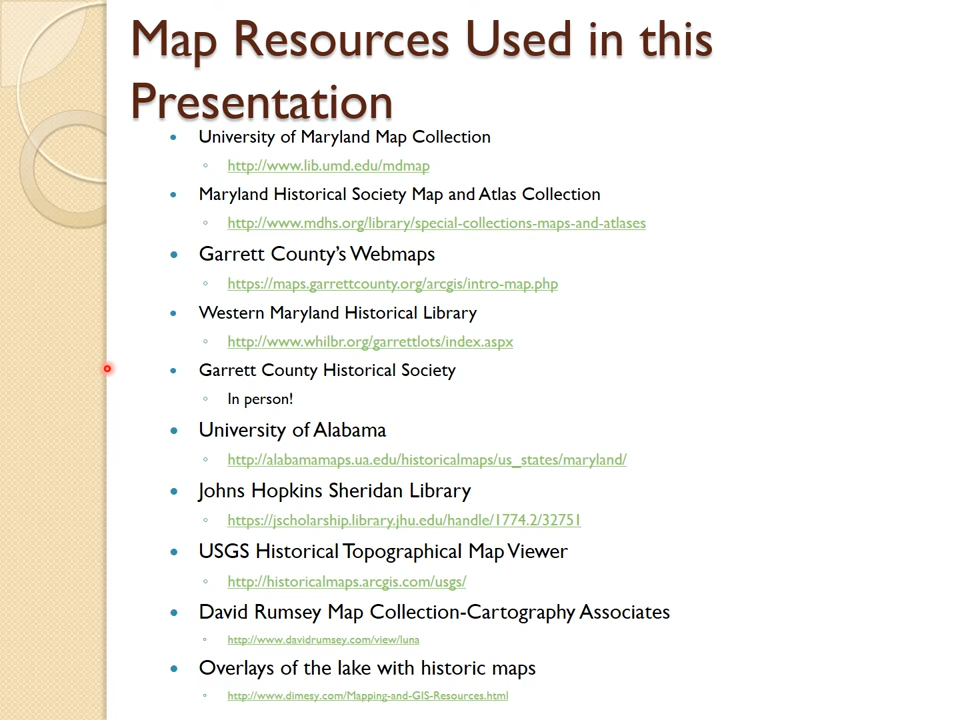 Map Resources Used in this
Presentation
University of Maryland Map Collection
http://www.lib.umd.edu/mdmap
Maryland Historical Society Map and Atlas Collection
http://www.mdhs.org/library/special-collections-maps-and-atlases
Garrett County’s Webmaps
https://maps.garrettcounty.org/arcgis/intro-map.php
Western Maryland Historical Library
http://www.whilbr.org/garrettlots/index.aspx
Garrett County Historical Society
In person!
University of Alabama
http://alabamamaps.ua.edu/historicalmaps/us_states/maryland/
Johns Hopkins Sheridan Library
https://jscholarship.library.jhu.edu/handle/1774.2/32751
USGS Historical Topographical Map Viewer
http://historicalmaps.arcgis.com/usgs/
David Rumsey Map Collection-Cartography Associates
http://www.davidrumsey.com/view/luna
Overlays of the lake with historic maps
http://www.dimesy.com/Mapping-and-GIS-Resources.html